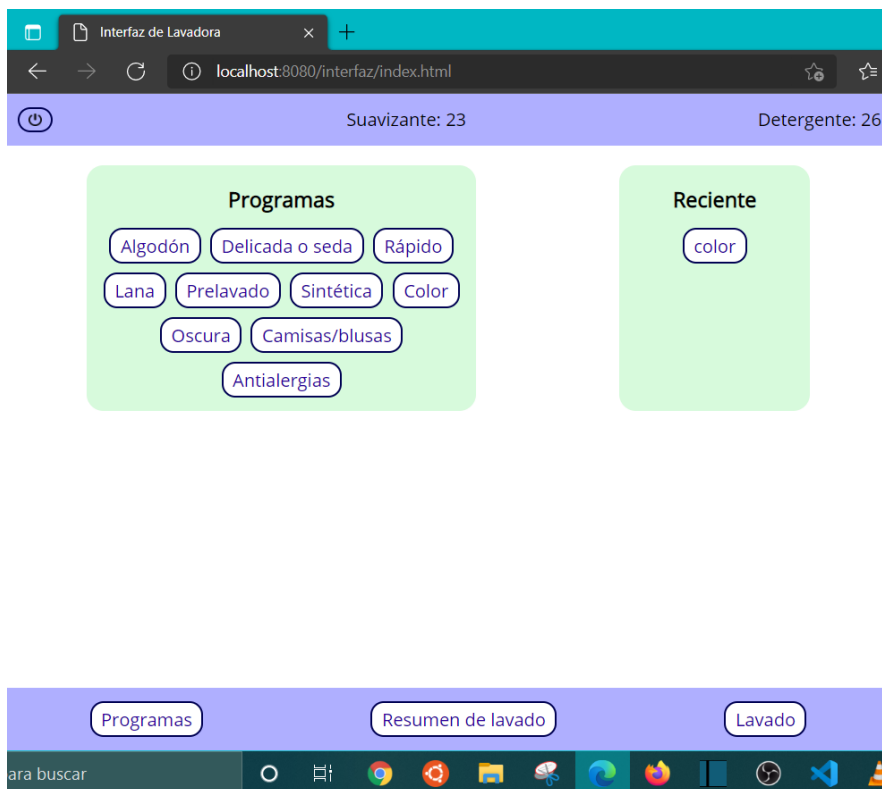 Interfaz de Lavadora
localhost:8080/interfaz/index.html
Suavizante: 23 Detergente: 26
Programas
Algodón Delicada o seda Rápido
Lana Prelavado Sintética Color
Oscura Camisas/blusas
Antialergias
Reciente
color
Programas Resumen de lavado Lavado
ara buscar